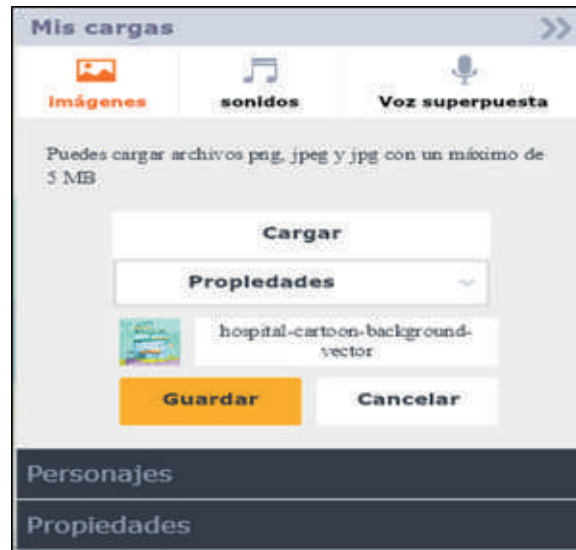 Mis cargas
Imágenes sonidos Voz superpuesta
Puedes cargar archivos png, jpeg y jpg con un máximo de
5 MB
Cargar
Propiedades
hospital-cartoon-background-
vector
Guardar Cancelar
Personajes
Propiedades